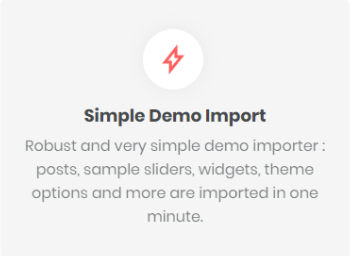 Simple Demo Import
Robust and very simple demo importer :
posts, sample sliders, widgets, theme
options and more are imported in one
minute.